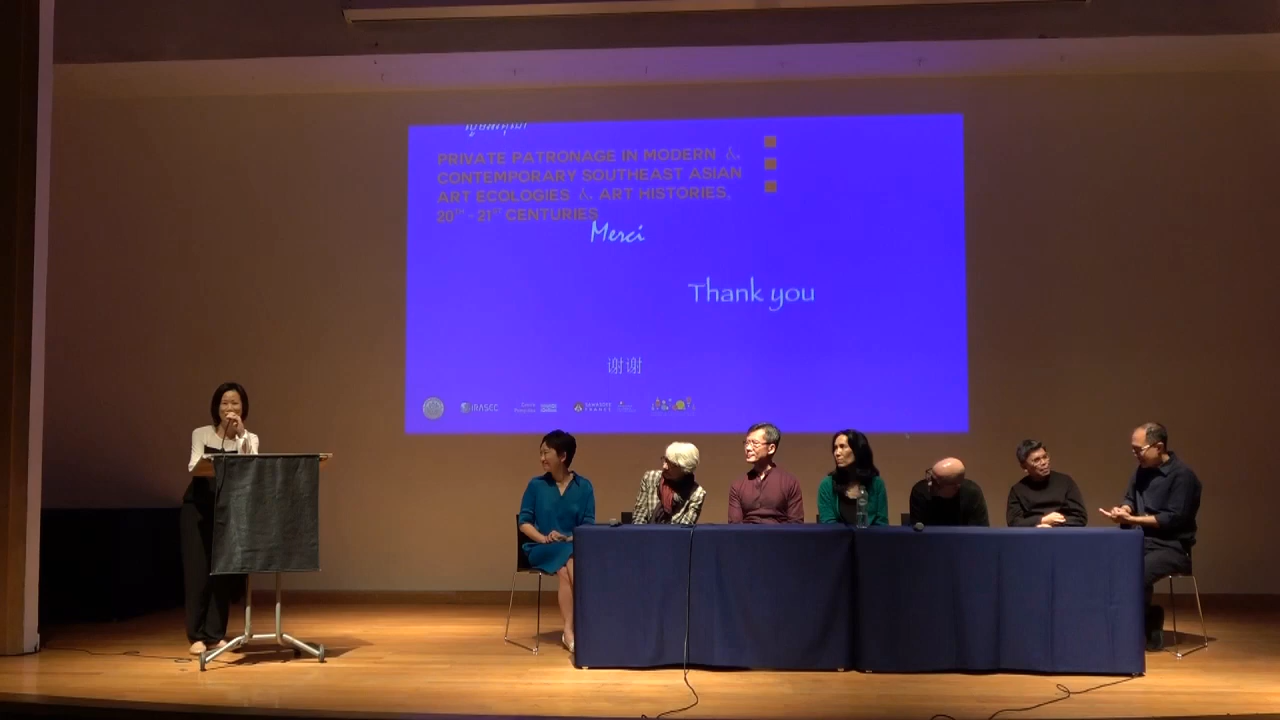 PRIVATE PATRONAGE IN MODERN &
CONTEMPORARY SOUTHEAST ASIAN
ART ECOLOGIES & ART HISTORIES,
20TH - 21ST CENTURIES
Merci
Thank you
谢谢
IRASEC